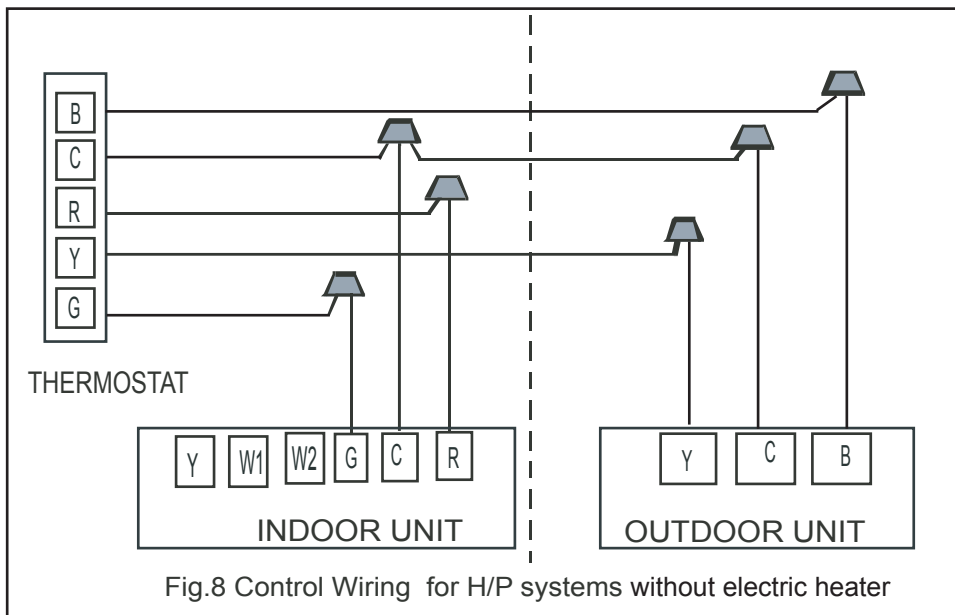 B
C
R
Y
G
THERMOSTAT
Y W1 W2 G C R
INDOOR UNIT
Y C B
OUTDOOR UNIT
Fig.8 Control Wiring for H/P systems without electric heater